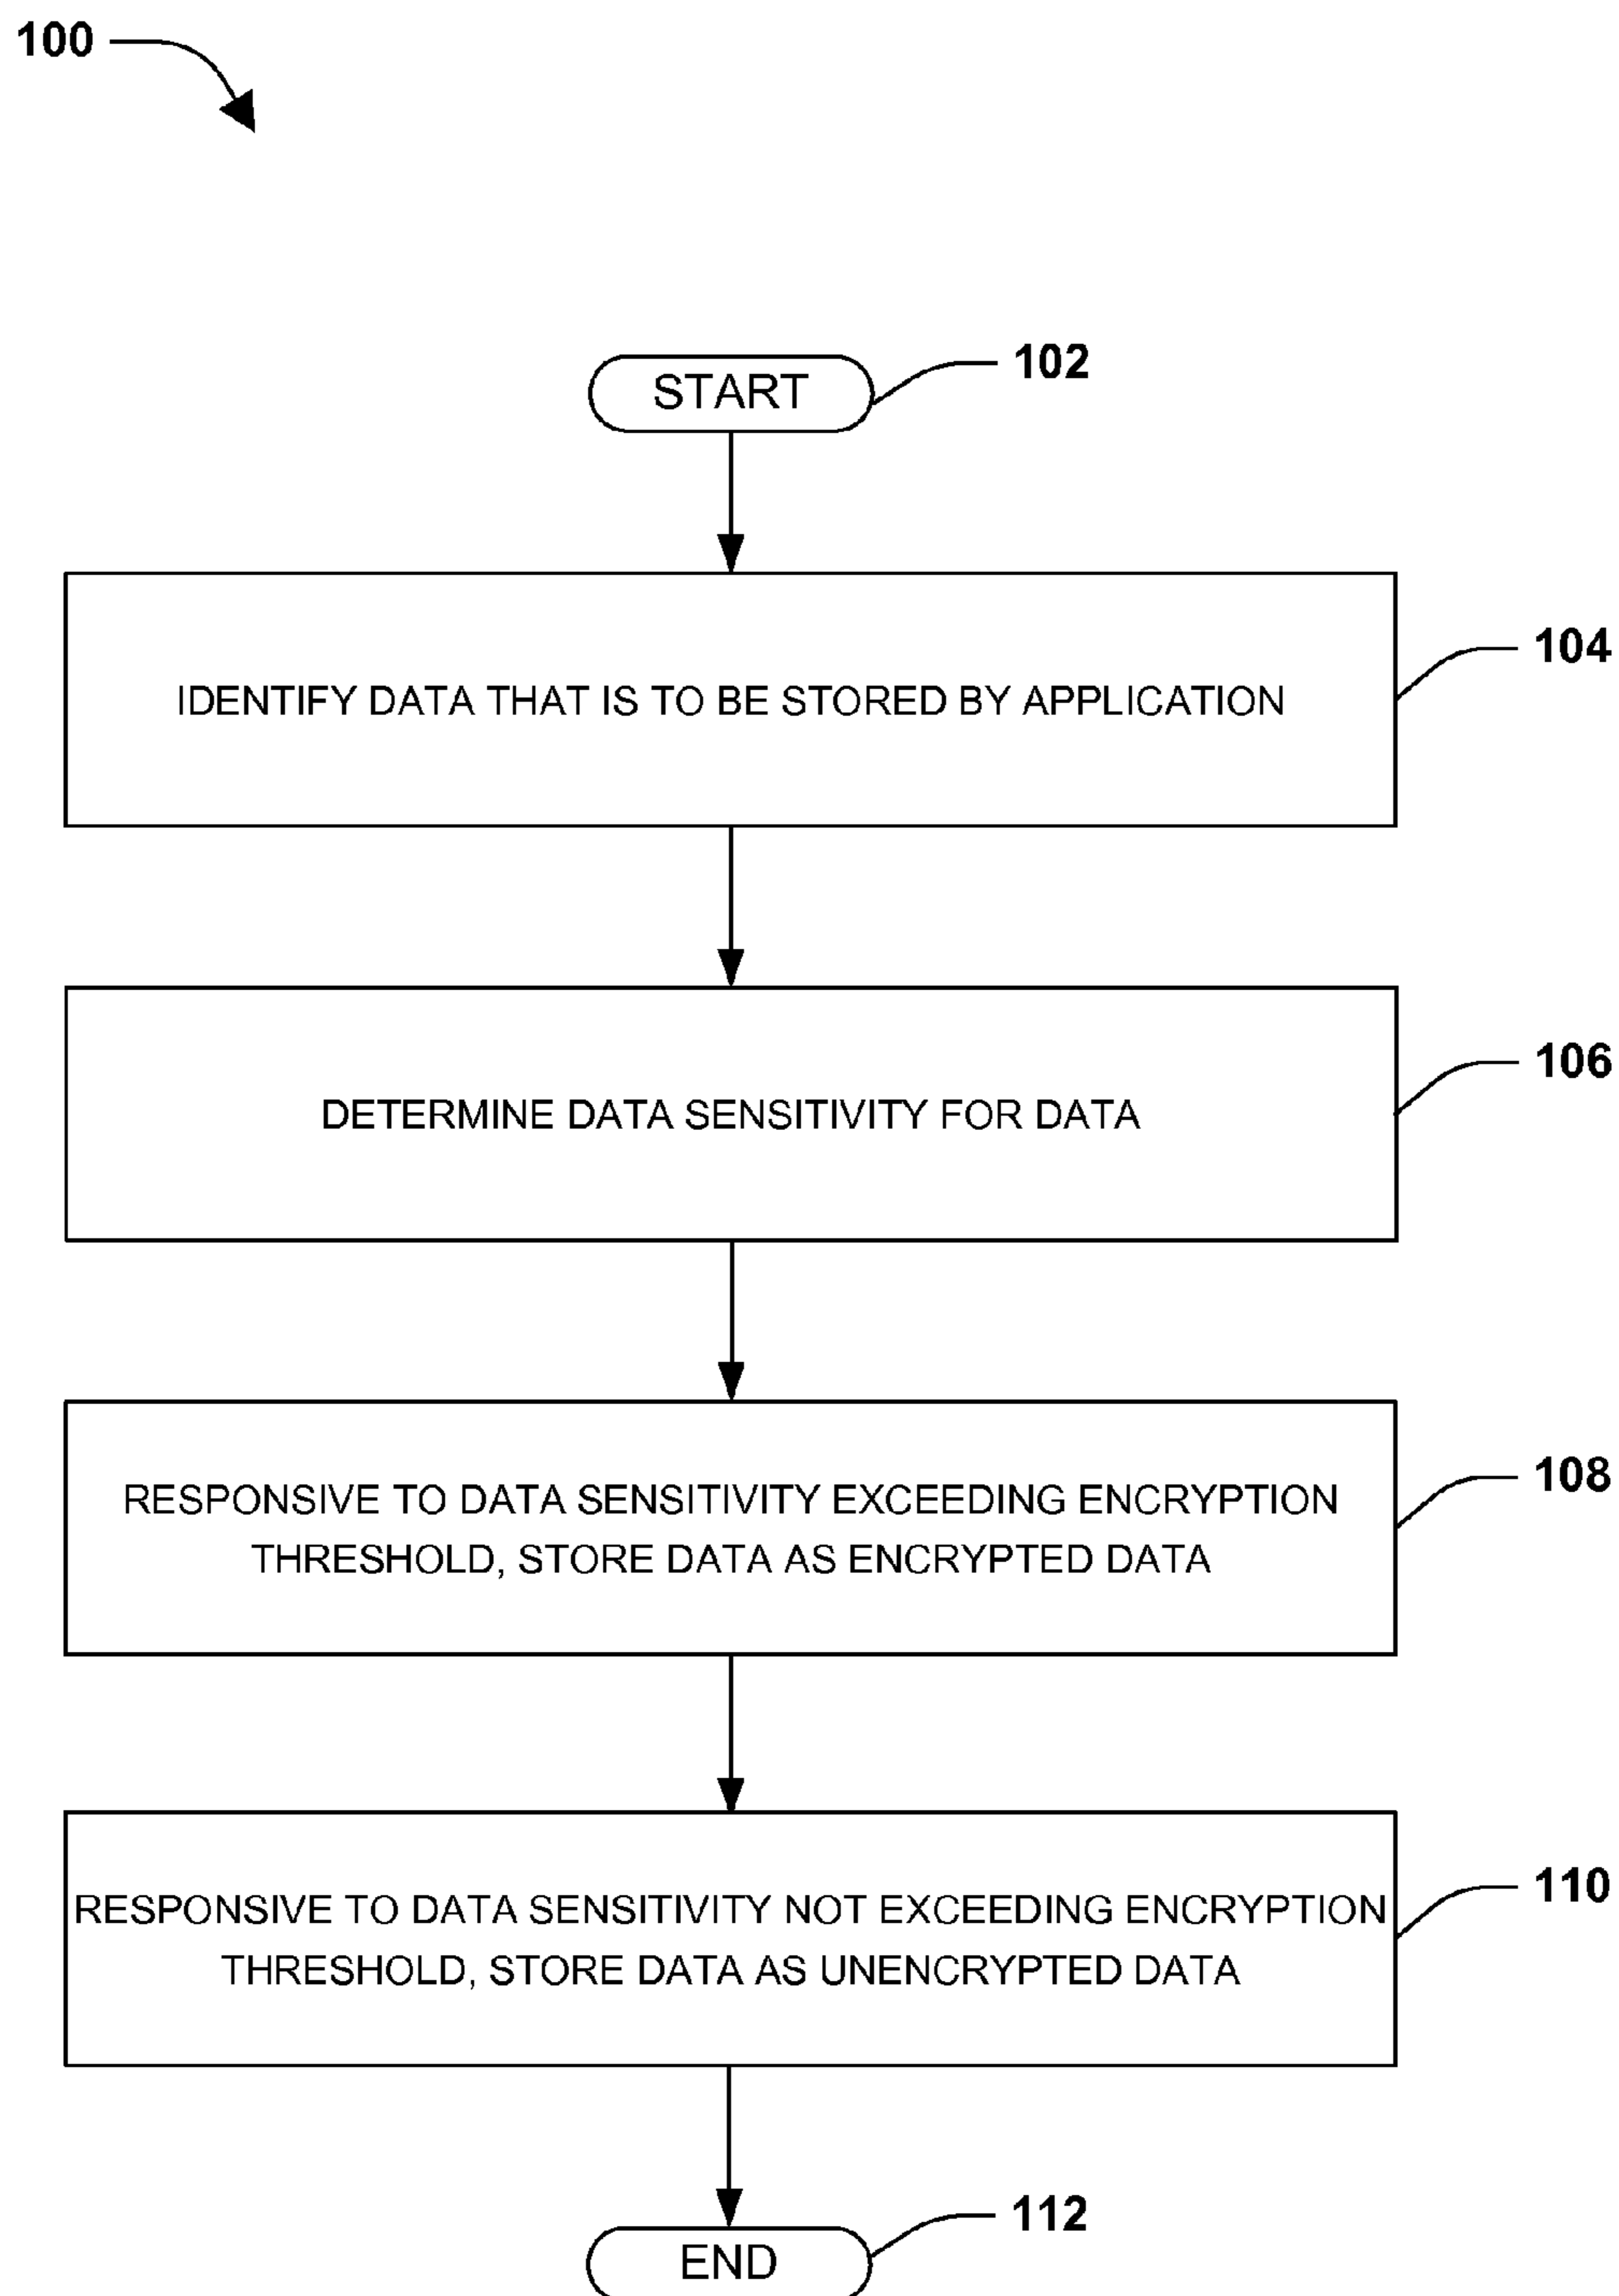 100
START
102
IDENTIFY DATA THAT IS TO BE STORED BY APPLICATION
104
DETERMINE DATA SENSITIVITY FOR DATA
106
RESPONSIVE TO DATA SENSITIVITY EXCEEDING ENCRYPTION
THRESHOLD, STORE DATA AS ENCRYPTED DATA
108
RESPONSIVE TO DATA SENSITIVITY NOT EXCEEDING ENCRYPTION
THRESHOLD, STORE DATA AS UNENCRYPTED DATA
110
END
112